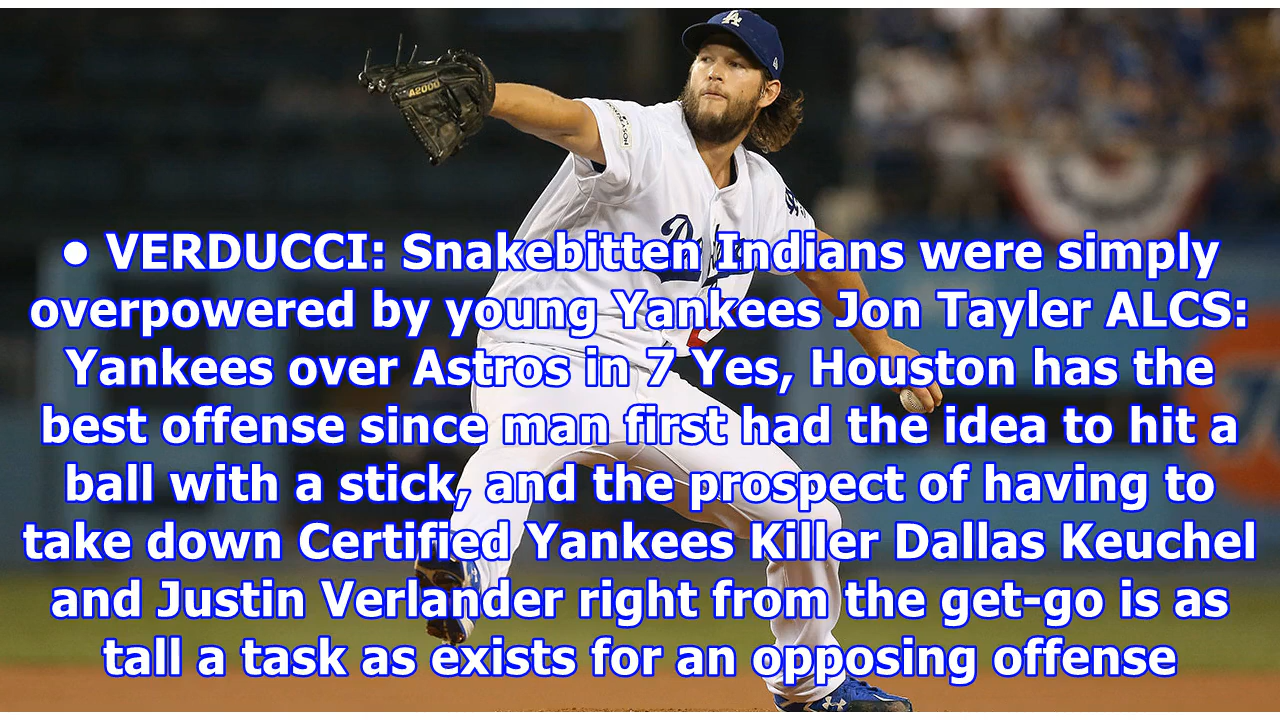 LA
A2000
• VERDUCCI: Snakebitten Indians were simply
overpowered by young Yankees Jon Tayler ALCS:
Yankees over Astros in 7 Yes, Houston has the
best offense since man first had the idea to hit a
ball with a stick, and the prospect of having to
take down Certified Yankees Killer Dallas Keuchel
and Justin Verlander right from the get-go is as
tall a task as exists for an opposing offense